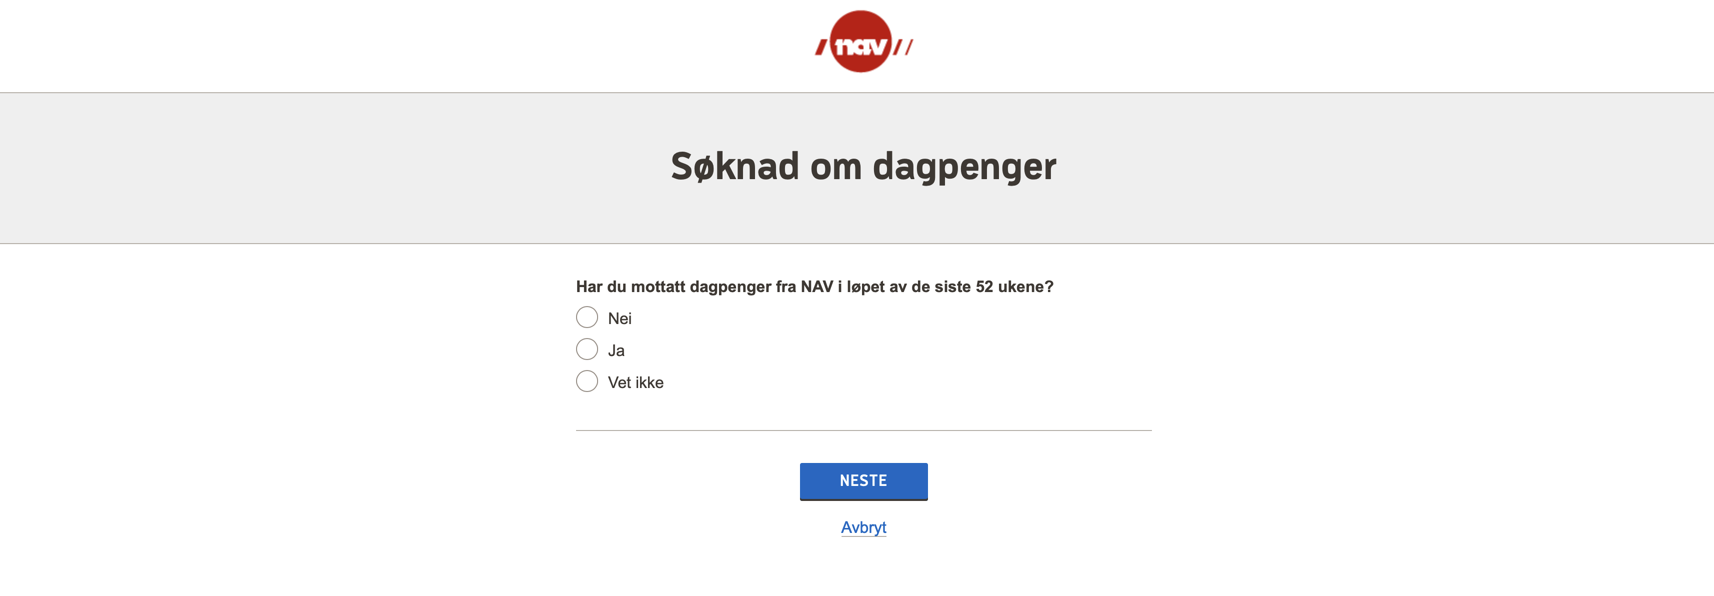 nav
Søknad om dagpenger
Har du mottatt dagpenger fra NAV i løpet av de siste 52 ukene?
Nei
Ja
Vet ikke
NESTE
Avbryt